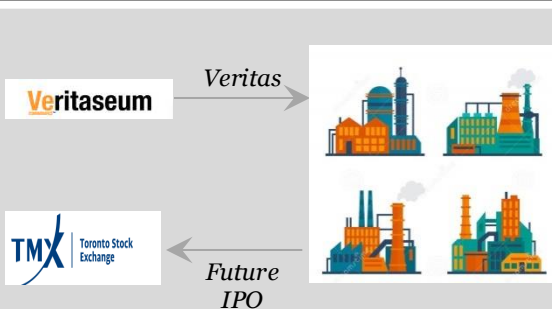 Veritas
Veritaseum
TMX
Toronto Stock
Exchange
Future
IPO